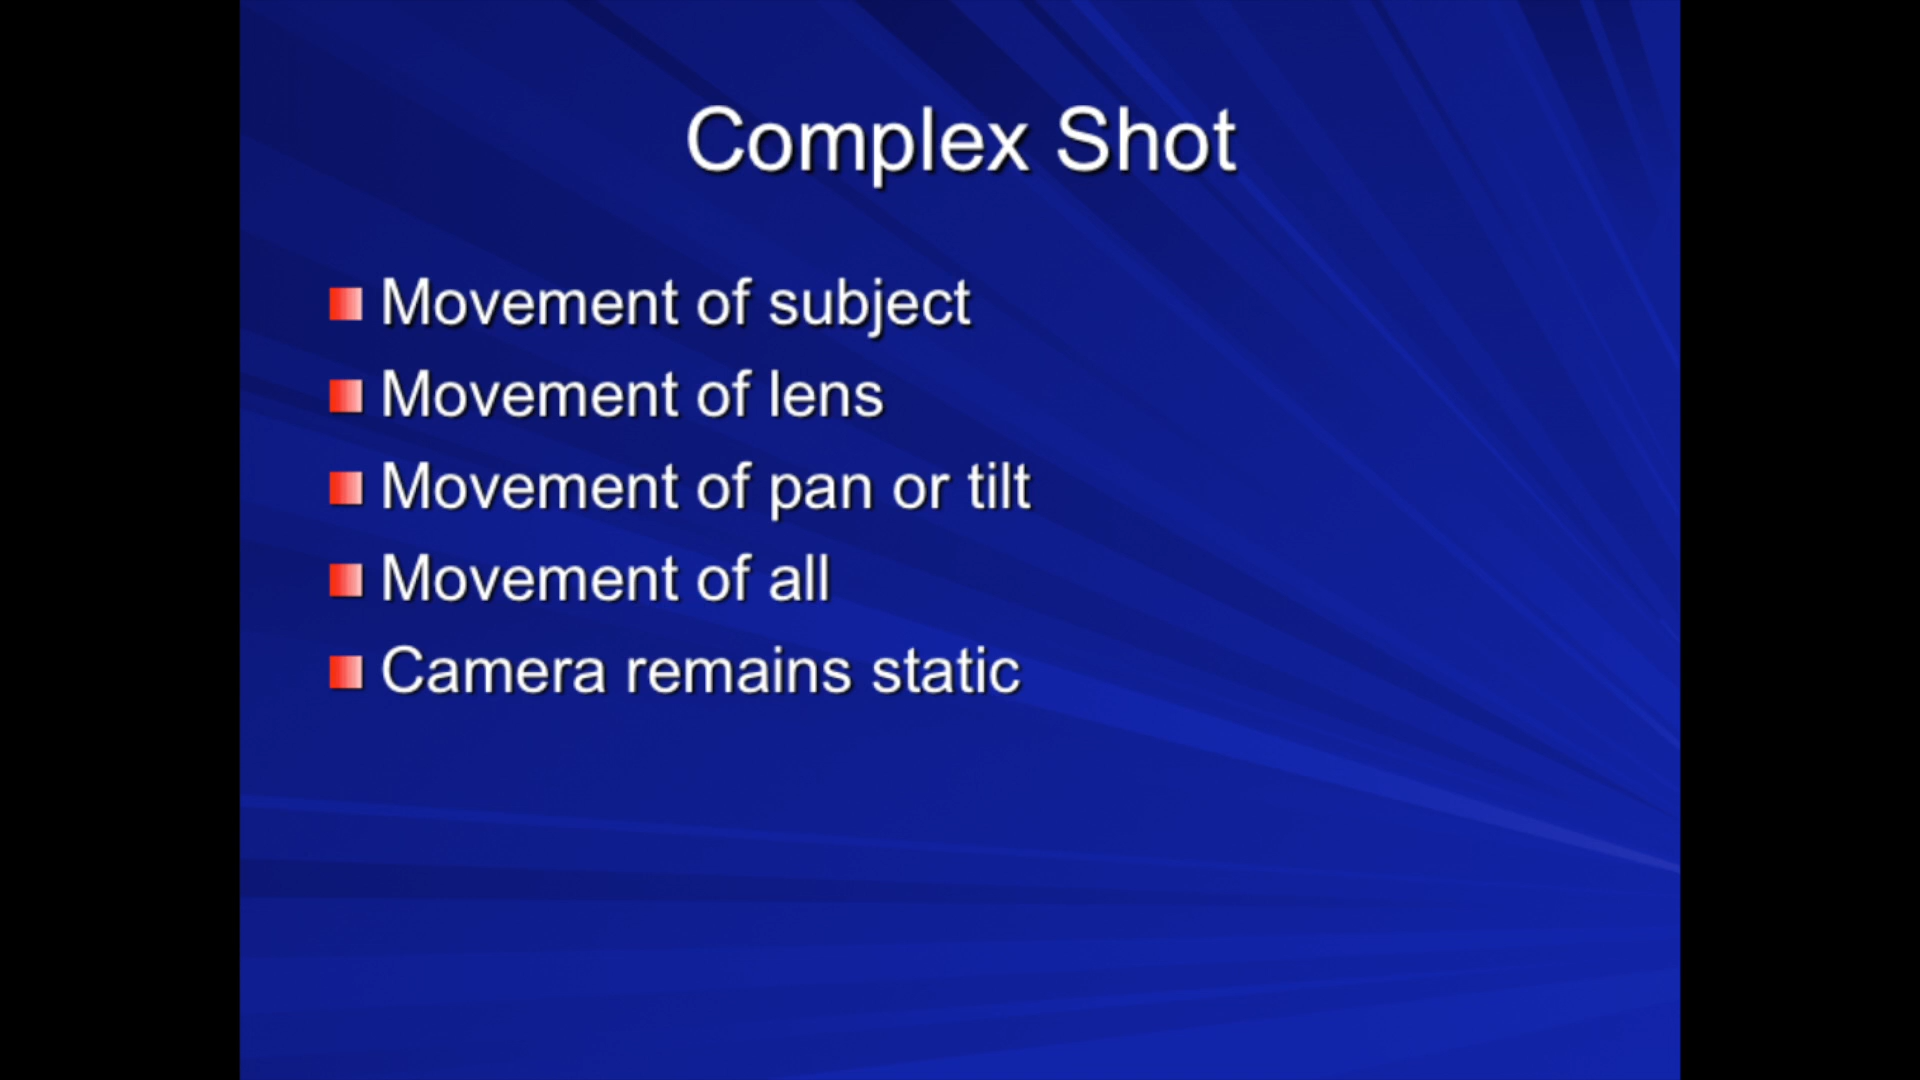 Complex Shot
Movement of subject
Movement of lens
Movement of pan or tilt
Movement of all
Camera remains static